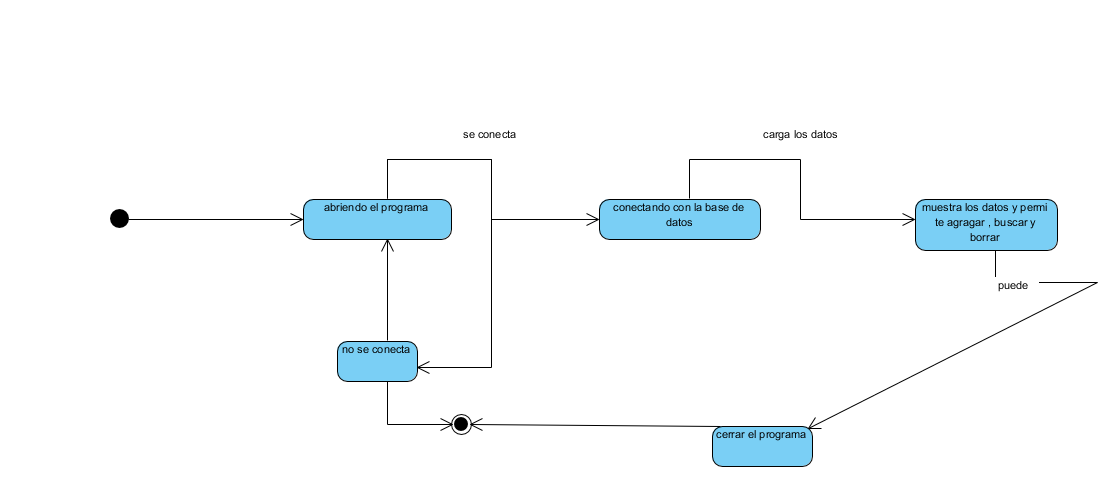 se conecta
carga los datos
abriendo el programa
conectando con la base de
datos
muestra los datos y permi
te agragar , buscar y
borrar
puede
no se conecta
cerrar el programa